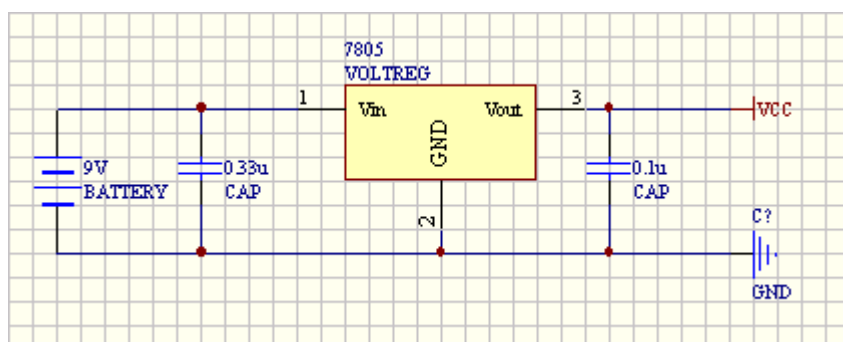 7805
VOLTREG
1
Vin
Vout
3
VCC
GND
9V
BATTERY
0.33u
CAP
0.1u
CAP
2
C?
GND